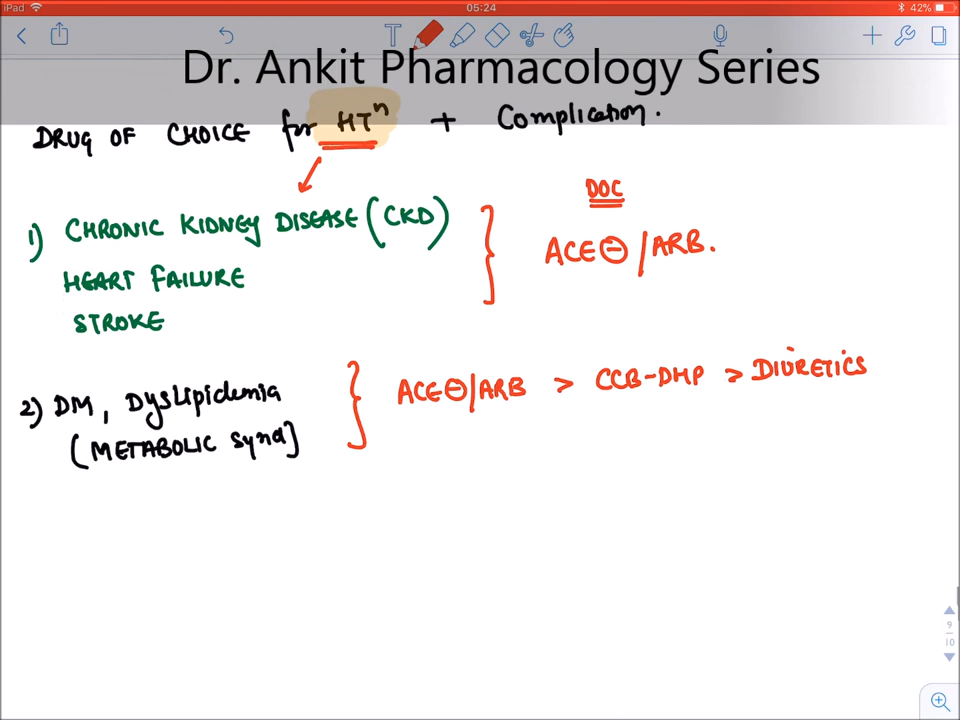 iPad 05:24 42%
T
Dr. Ankit Pharmacology Series
DRUG OF CHOICE for HTⁿ + Complication.
DOC
1) CHRONIC KIDNEY DISEASE (CKD)
ACE⊖/ARB.
HEART FAILURE
STROKE
2) DM, Dyslipidemia
ACE⊖/ARB > CCB-DHP > DIURETICS
(METABOLIC Synd]
9
10